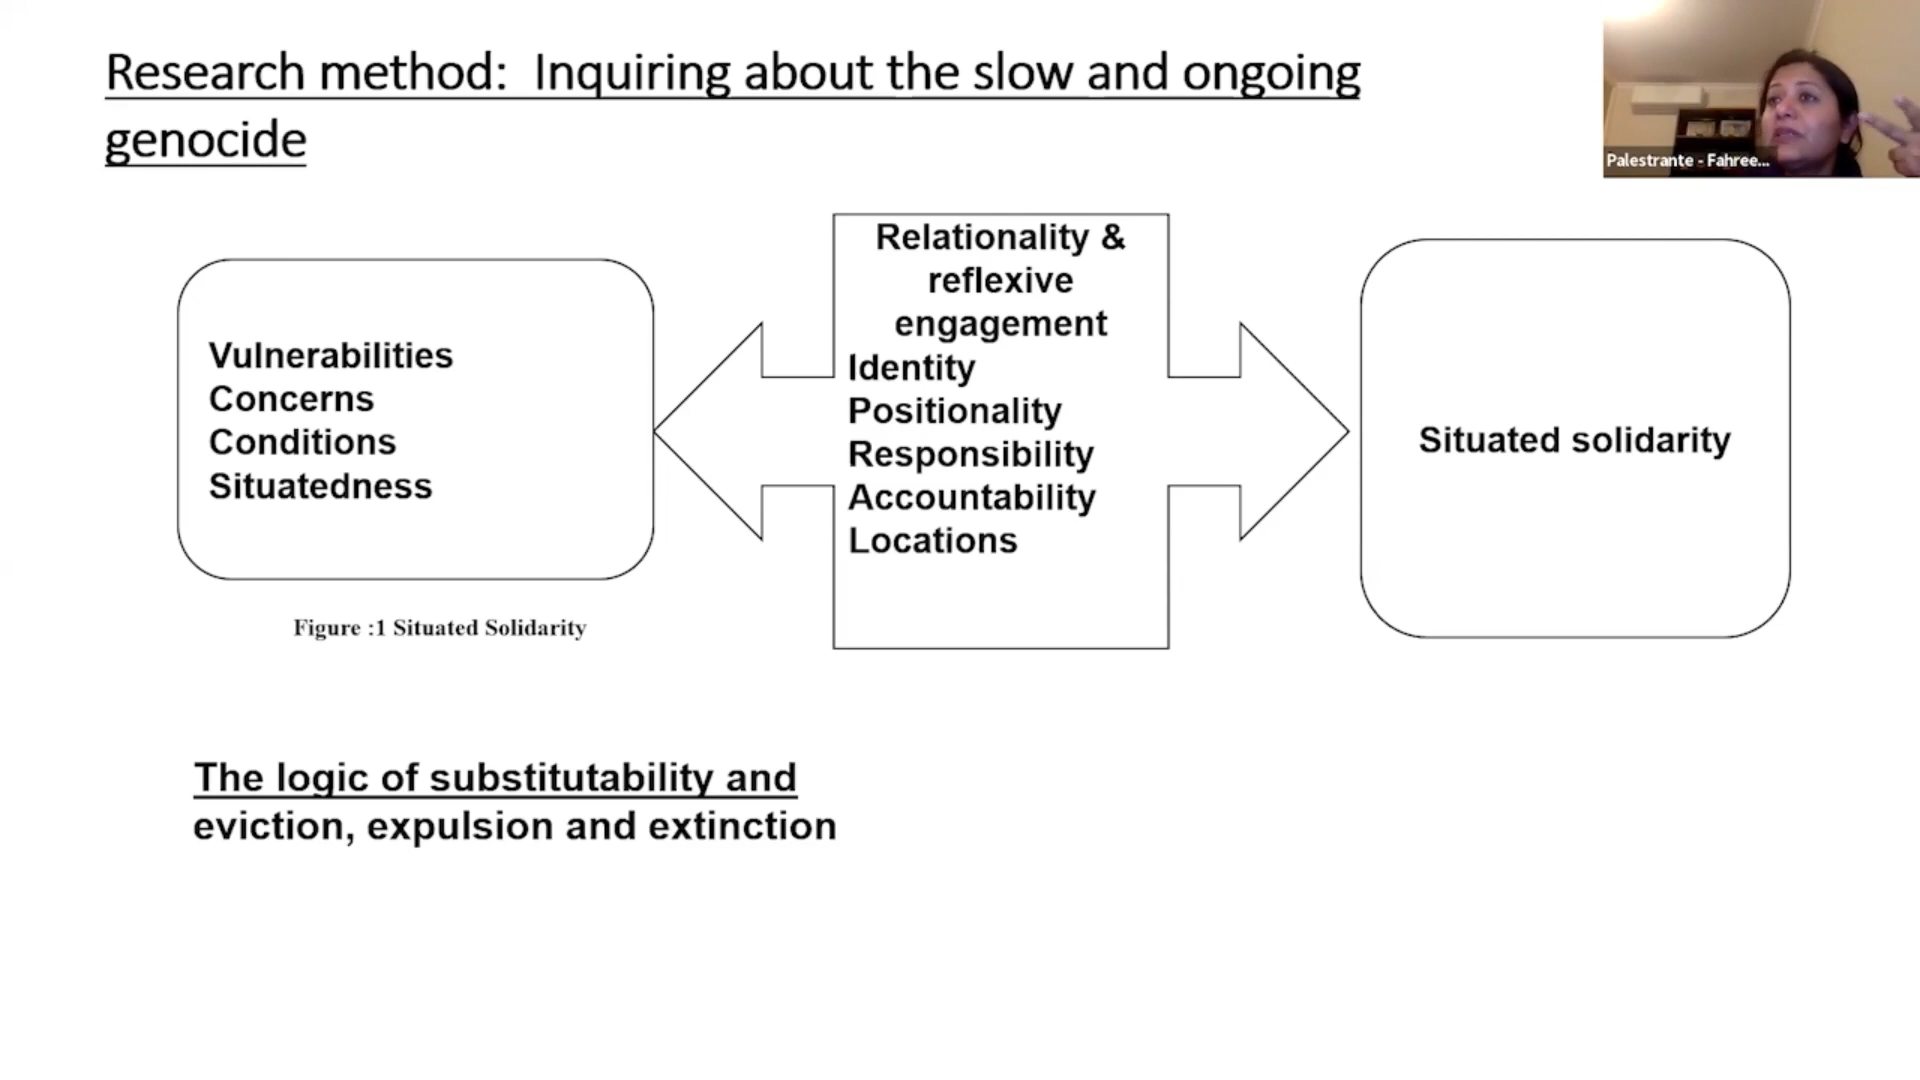 Research method:  Inquiring about the slow and ongoing
genocide
Palestrante - Fahree...
Vulnerabilities
Concerns
Conditions
Situatedness
Relationality &
reflexive
engagement
Identity
Positionality
Responsibility
Accountability
Locations
Situated solidarity
Figure :1 Situated Solidarity
The logic of substitutability and
eviction, expulsion and extinction